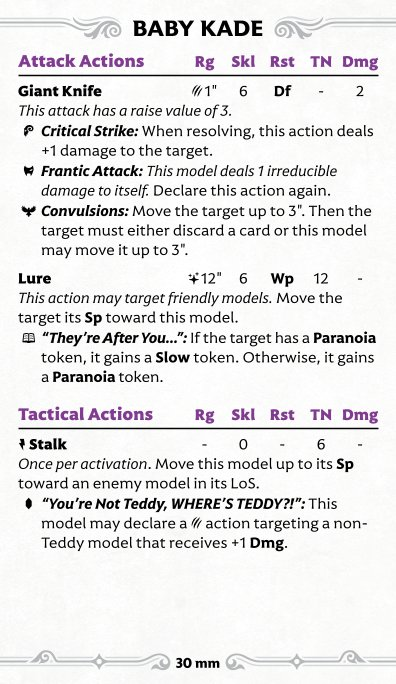 BABY KADE
Attack Actions Rg Skl Rst TN Dmg
Giant Knife 1" 6 Df - 2
This attack has a raise value of 3.
Critical Strike: When resolving, this action deals
+1 damage to the target.
Frantic Attack: This model deals 1 irreducible
damage to itself. Declare this action again.
Convulsions: Move the target up to 3". Then the
target must either discard a card or this model
may move it up to 3".
Lure 12" 6 Wp 12 -
This action may target friendly models. Move the
target its Sp toward this model.
“They’re After You...”: If the target has a Paranoia
token, it gains a Slow token. Otherwise, it gains
a Paranoia token.
Tactical Actions Rg Skl Rst TN Dmg
Stalk - 0 - 6 -
Once per activation. Move this model up to its Sp
toward an enemy model in its LoS.
“You’re Not Teddy, WHERE’S TEDDY?!”: This
model may declare a action targeting a non-
Teddy model that receives +1 Dmg.
30 mm